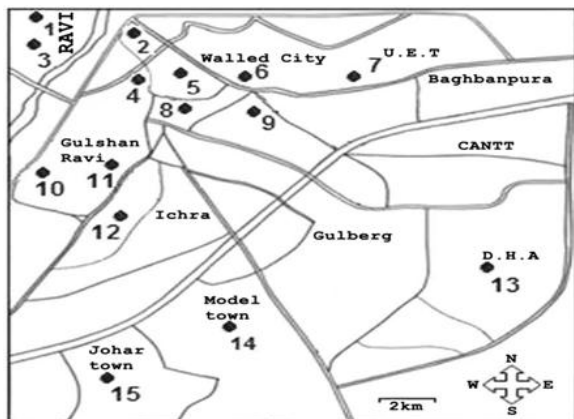 1
RAVI
3
2
Walled City
U.E.T
4
5
6
7
Baghbanpura
8
9
Gulshan
Ravi
CANTT
10
11
12
Ichra
Gulberg
D.H.A
13
Model
town
14
Johar
town
15
2km
N
W
E
S